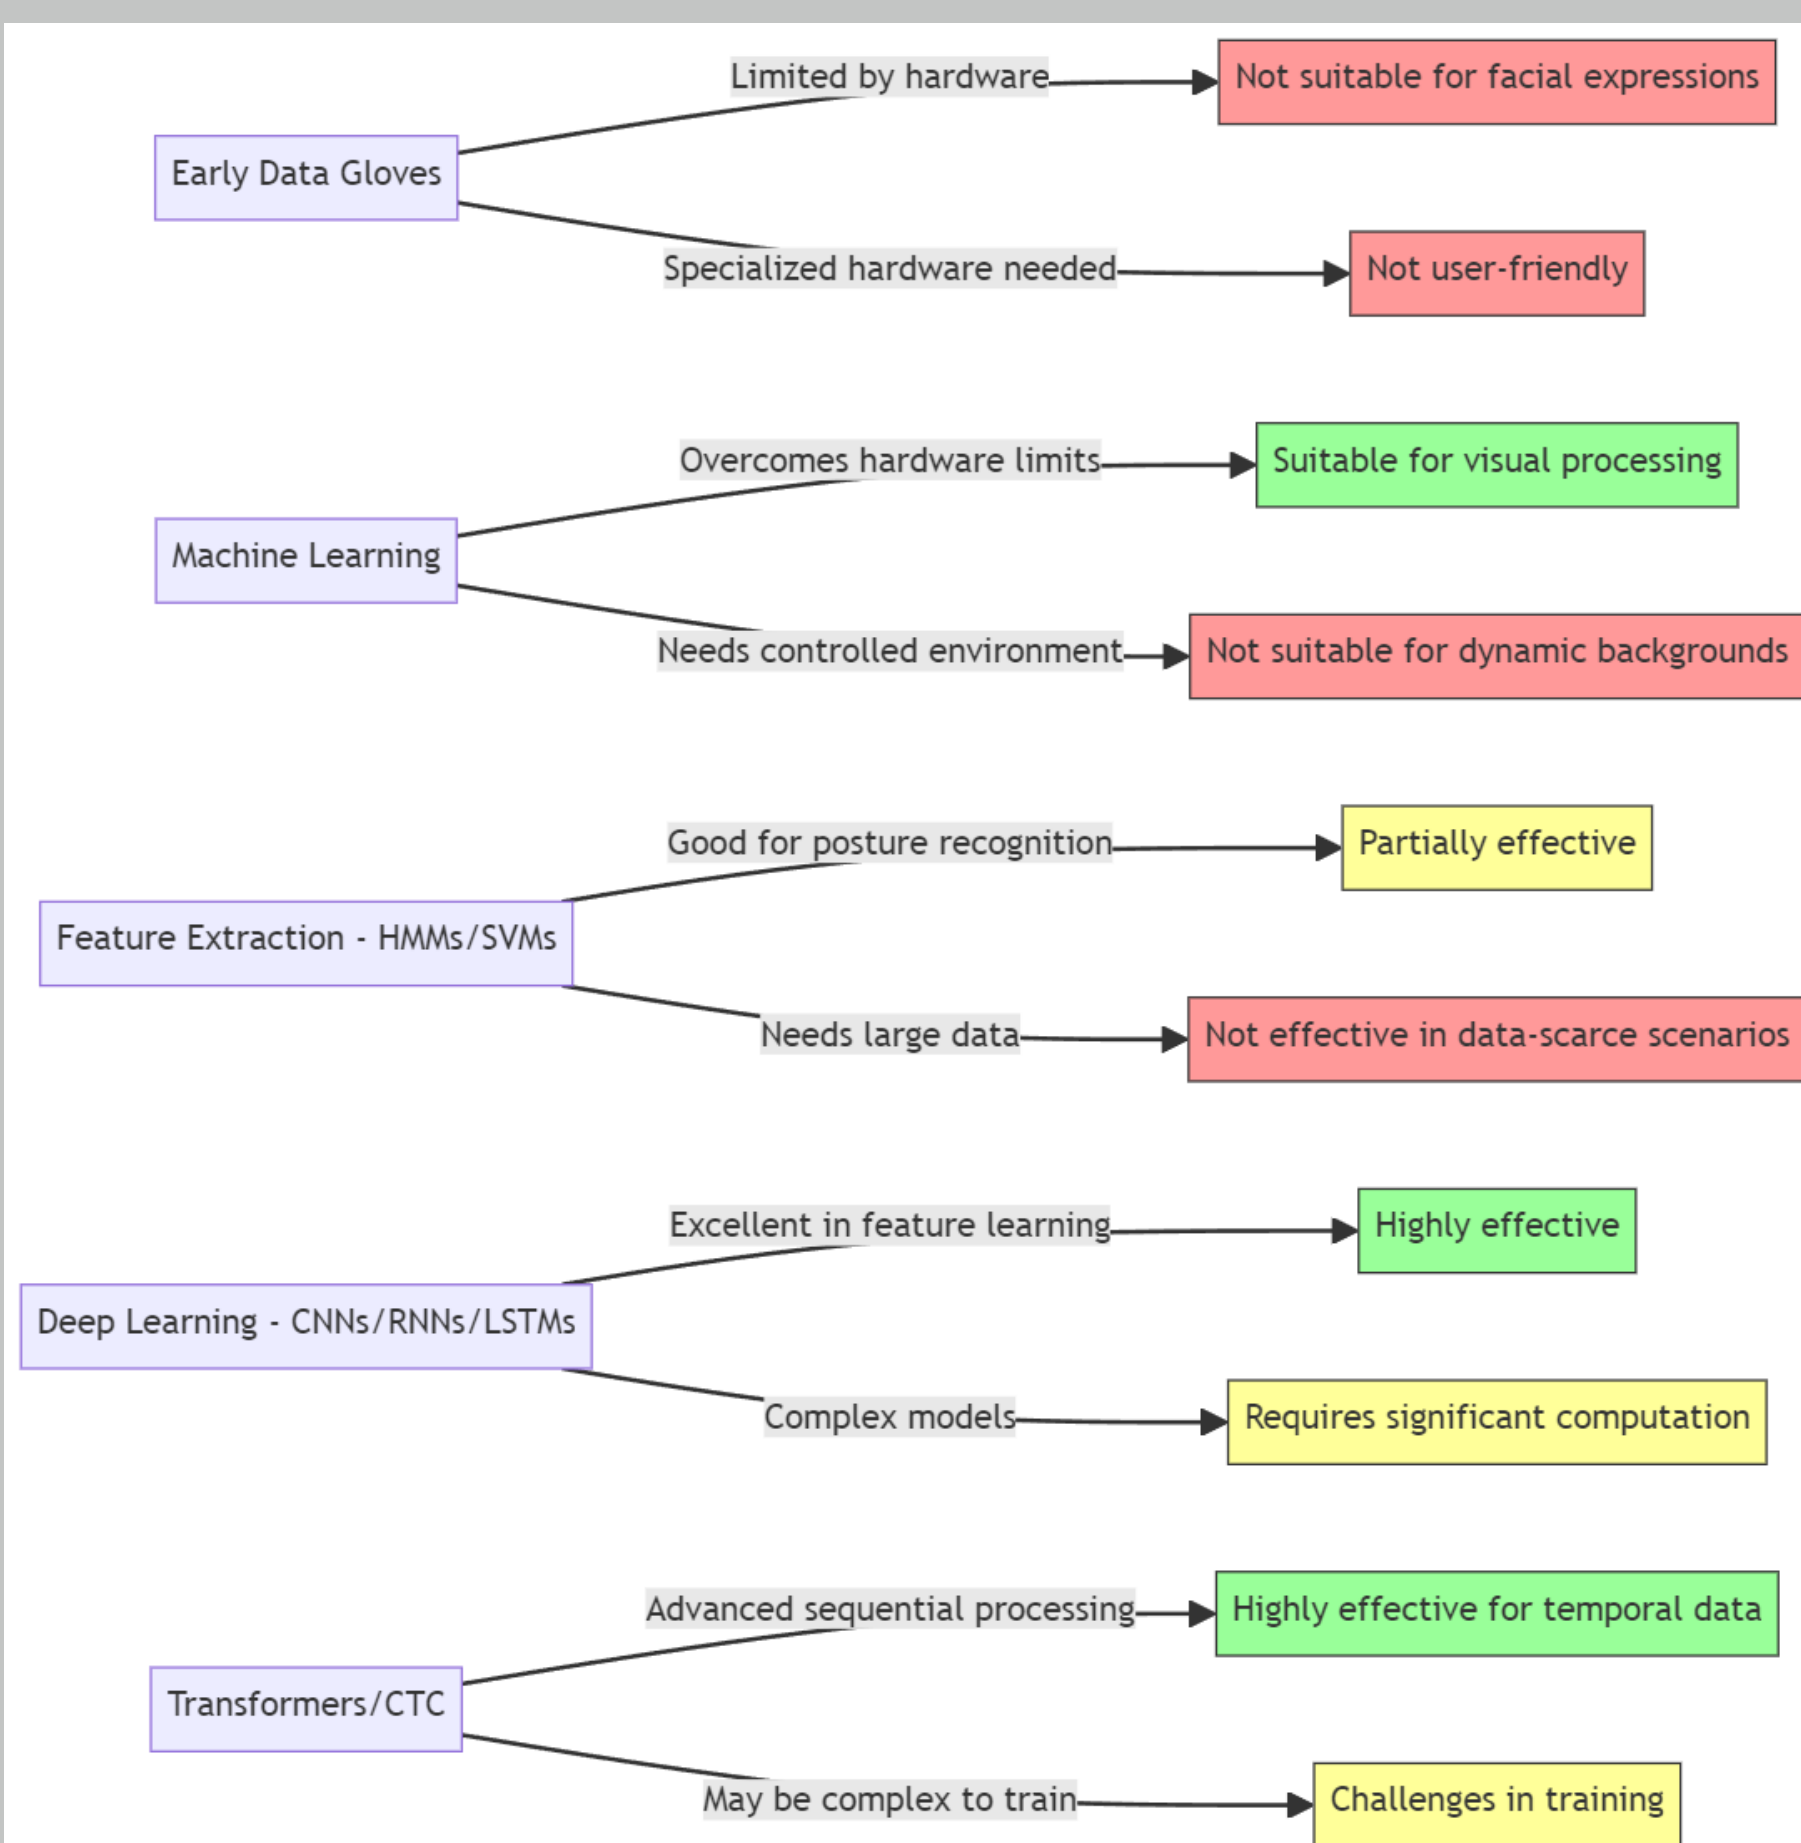 Limited by hardware
Not suitable for facial expressions
Early Data Gloves
Specialized hardware needed
Not user-friendly
Overcomes hardware limits
Suitable for visual processing
Machine Learning
Needs controlled environment
Not suitable for dynamic backgrounds
Good for posture recognition
Partially effective
Feature Extraction - HMMs/SVMs
Needs large data
Not effective in data-scarce scenarios
Excellent in feature learning
Highly effective
Deep Learning - CNNs/RNNs/LSTMs
Complex models
Requires significant computation
Advanced sequential processing
Highly effective for temporal data
Transformers/CTC
May be complex to train
Challenges in training